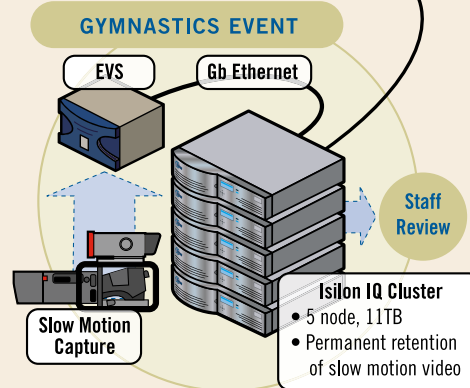 GYMNASTICS EVENT
EVS
Gb Ethernet
Staff
Review
Slow Motion
Capture
Isilon IQ Cluster
• 5 node, 11TB
• Permanent retention
of slow motion video